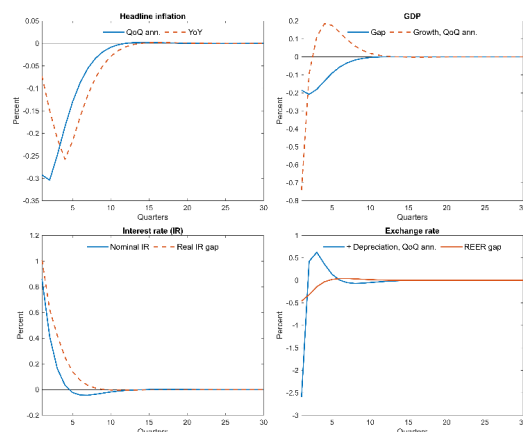 Headline inflation
QoQ ann. YoY
0.05
0
-0.05
-0.1
-0.15
-0.2
-0.25
-0.3
-0.35
Percent
5 10 15 20 25 30
Quarters
GDP
Gap Growth, QoQ ann.
0.2
0.1
0
-0.1
-0.2
-0.3
-0.4
-0.5
-0.6
-0.7
-0.8
Percent
5 10 15 20 25 30
Quarters
Interest rate (IR)
Nominal IR Real IR gap
1.2
1
0.8
0.6
0.4
0.2
0
-0.2
Percent
5 10 15 20 25 30
Quarters
Exchange rate
+ Depreciation, QoQ ann. REER gap
1
0.5
0
-0.5
-1
-1.5
-2
-2.5
-3
Percent
5 10 15 20 25 30
Quarters